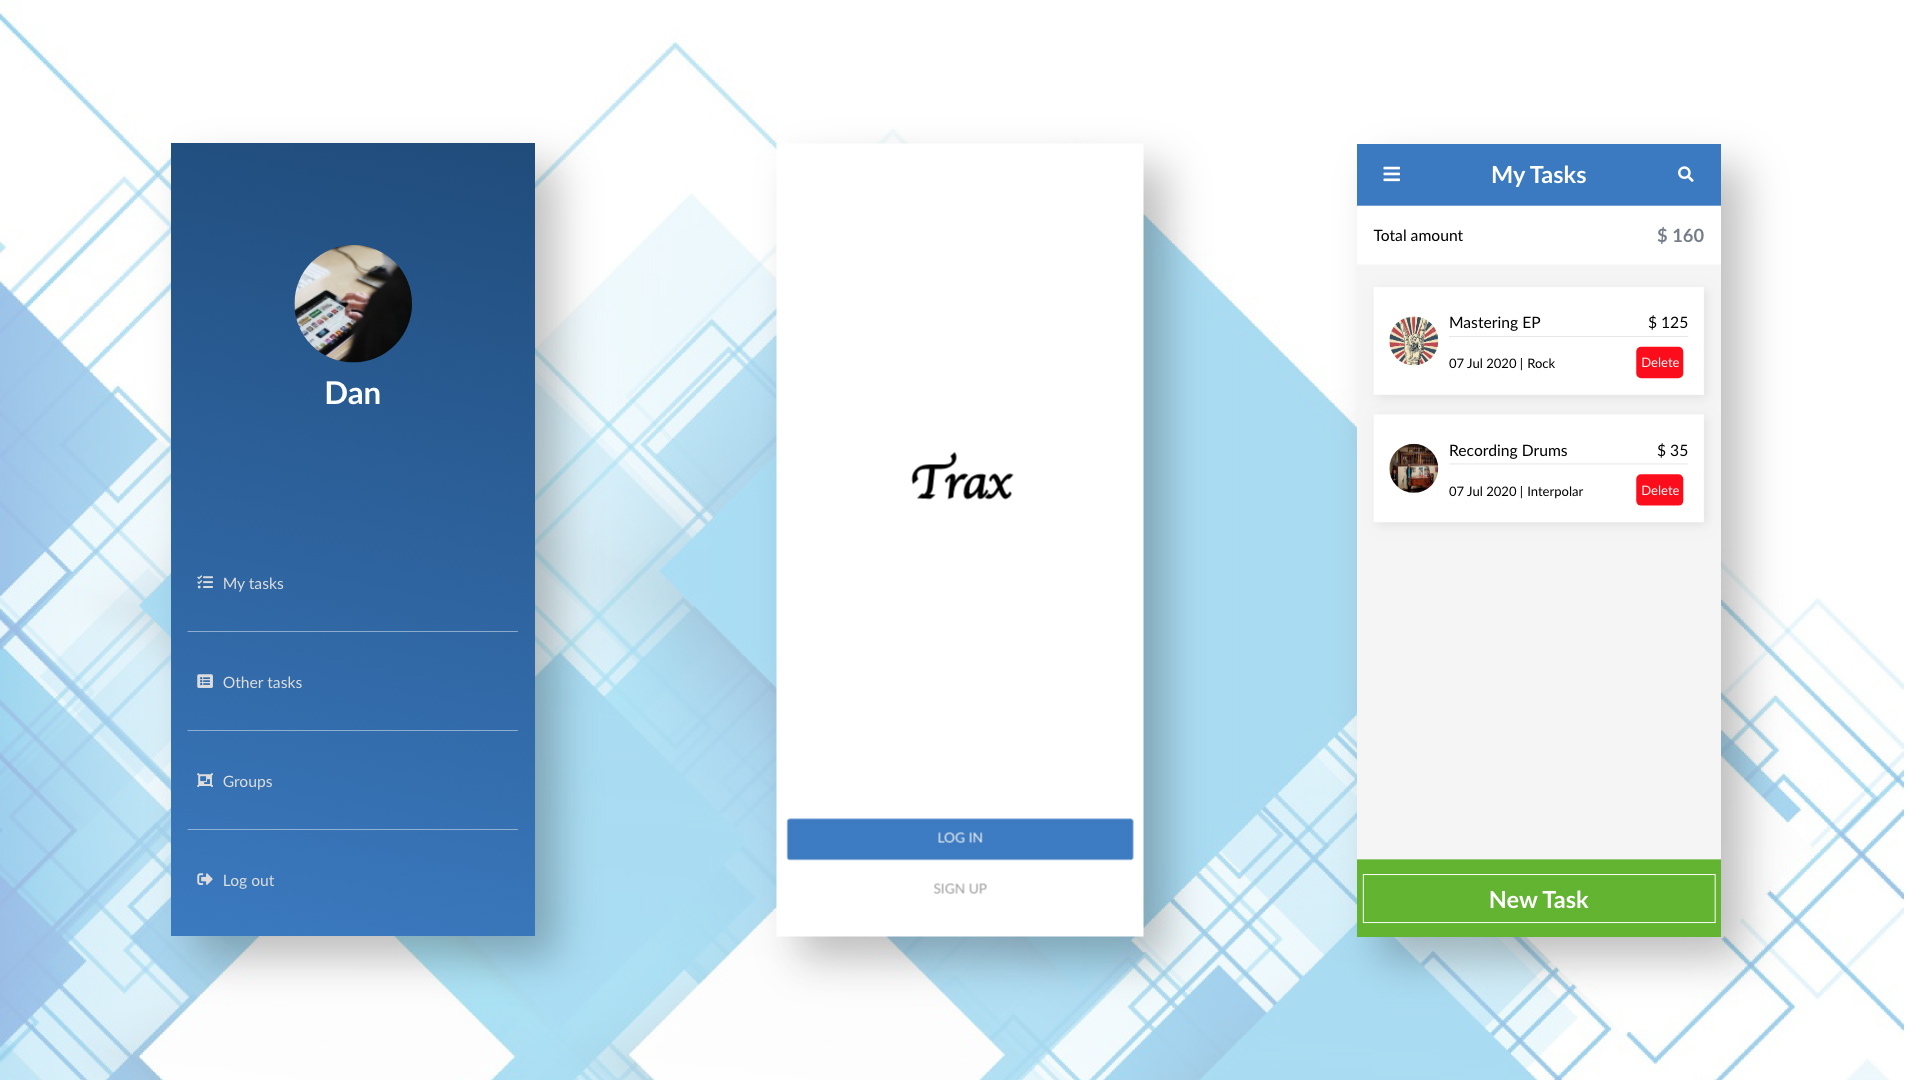 Dan
My tasks
Other tasks
Groups
Log out
Trax
LOG IN
SIGN UP
My Tasks
Total amount $ 160
Mastering EP $ 125
07 Jul 2020 | Rock Delete
Recording Drums $ 35
07 Jul 2020 | Interpolar Delete
New Task